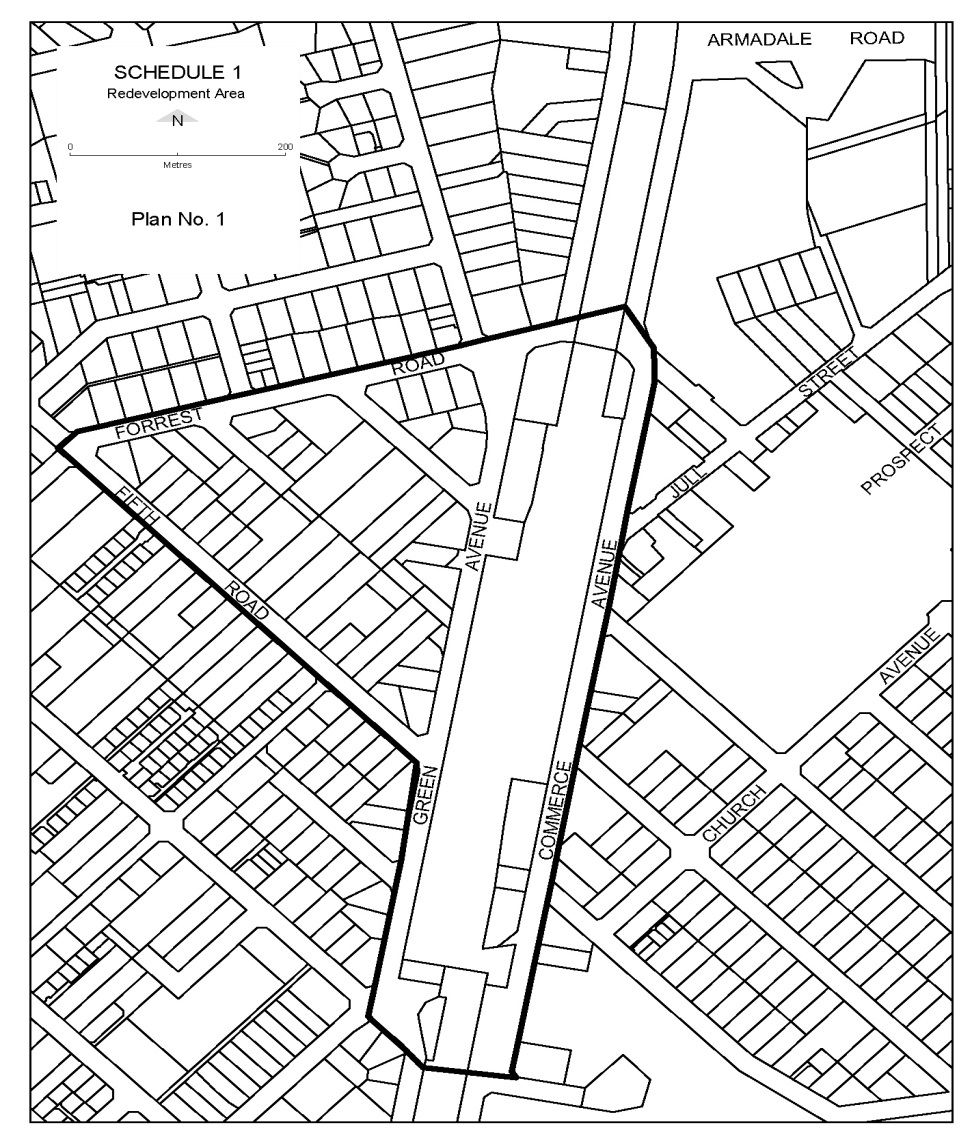 ARMADALE ROAD
SCHEDULE 1
Redevelopment Area
N
0 200
Metres
Plan No. 1
FORREST ROAD
STREET
JULL
PROSPECT
FIFTH ROAD
AVENUE
AVENUE
AVENUE
GREEN
COMMERCE
CHURCH